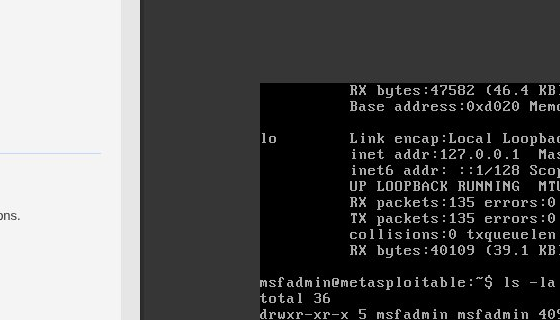 RX bytes:47582 (46.4 KB
Base address:0xd020 Memo
lo Link encap:Local Loopbac
inet addr:127.0.0.1 Mas
inet6 addr: ::1/128 Scop
UP LOOPBACK RUNNING MTU
RX packets:135 errors:0
TX packets:135 errors:0
ons.
collisions:0 txqueuelen
RX bytes:40109 (39.1 KB
msfadmin@metasploitable:~$ ls -la
total 36
drwxr-xr-x 5 msfadmin msfadmin 409